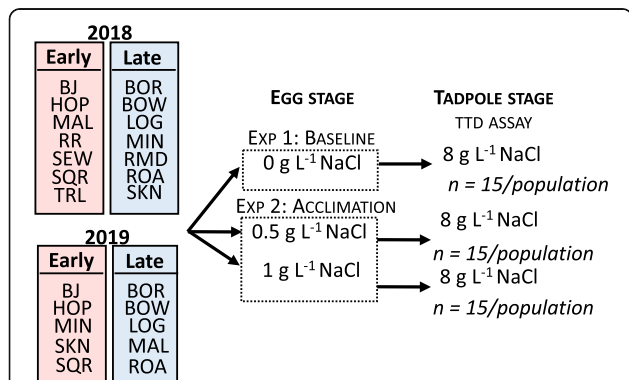 2018
Early
BJ
HOP
MAL
RR
SEW
SQR
TRL
Late
BOR
BOW
LOG
MIN
RMD
ROA
SKN
2019
Early
BJ
HOP
MIN
SKN
SQR
Late
BOR
BOW
LOG
MAL
ROA
EGG STAGE
EXP 1: BASELINE
0 g L⁻¹ NaCl
EXP 2: ACCLIMATION
0.5 g L⁻¹ NaCl
1 g L⁻¹ NaCl
TADPOLE STAGE
TTD ASSAY
8 g L⁻¹ NaCl
n = 15/population
8 g L⁻¹ NaCl
n = 15/population
8 g L⁻¹ NaCl
n = 15/population